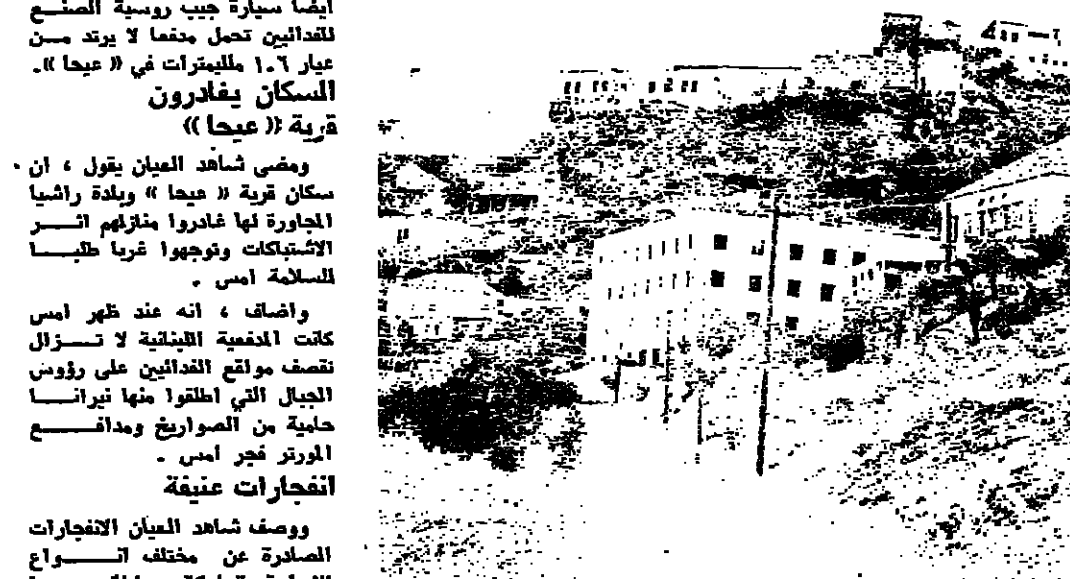 ايضا سيارة جيب روسية الصنع
للفدائيين تحمل مدفعا لا يرتد من
عيار ١٠٦ ملليمترات في « عيحا ».
السكان يغادرون
قرية « عيحا »
ومضى شاهد العيان يقول ، ان
سكان قرية « عيحا » وبلدة راشيا
المجاورة لها غادروا منازلهم اثر
الاشتباكات وتوجهوا غربا طلبا
للسلامة امس .
واضاف ، انه عند ظهر امس
كانت المدفعية اللبنانية لا تزال
تقصف مواقع الفدائيين على رؤوس
الجبال التي اطلقوا منها نيرانا
حامية من الصواريخ ومدافع
المورتر فجر امس .
انفجارات عنيفة
ووصف شاهد العيان الانفجارات
الصادرة عن مختلف انواع